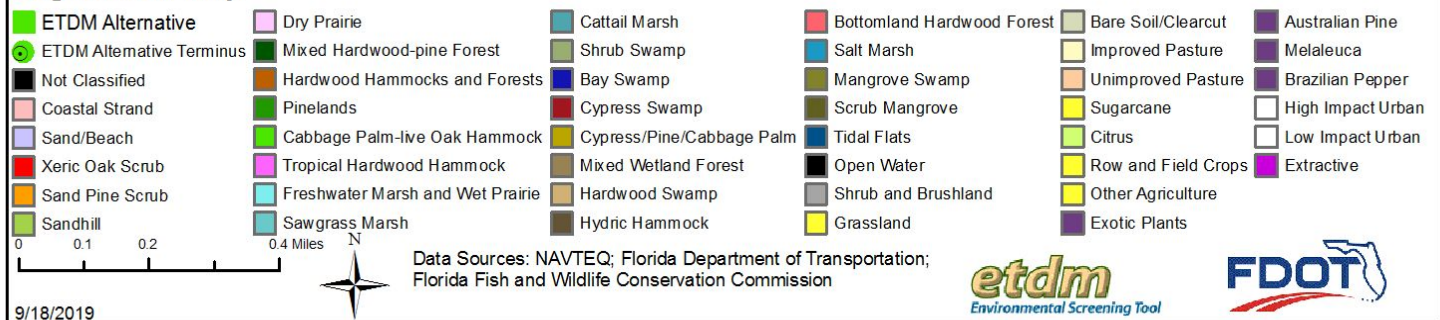 ETDM Alternative
ETDM Alternative Terminus
Not Classified
Coastal Strand
Sand/Beach
Xeric Oak Scrub
Sand Pine Scrub
Sandhill
Dry Prairie
Mixed Hardwood-pine Forest
Hardwood Hammocks and Forests
Pinelands
Cabbage Palm-live Oak Hammock
Tropical Hardwood Hammock
Freshwater Marsh and Wet Prairie
Sawgrass Marsh
Cattail Marsh
Shrub Swamp
Bay Swamp
Cypress Swamp
Cypress/Pine/Cabbage Palm
Mixed Wetland Forest
Hardwood Swamp
Hydric Hammock
Bottomland Hardwood Forest
Salt Marsh
Mangrove Swamp
Scrub Mangrove
Tidal Flats
Open Water
Shrub and Brushland
Grassland
Bare Soil/Clearcut
Improved Pasture
Unimproved Pasture
Sugarcane
Citrus
Row and Field Crops
Other Agriculture
Exotic Plants
Australian Pine
Melaleuca
Brazilian Pepper
High Impact Urban
Low Impact Urban
Extractive
0 0.1 0.2 0.4 Miles
N
Data Sources: NAVTEQ; Florida Department of Transportation;
Florida Fish and Wildlife Conservation Commission
etdm
Environmental Screening Tool
FDOT
9/18/2019